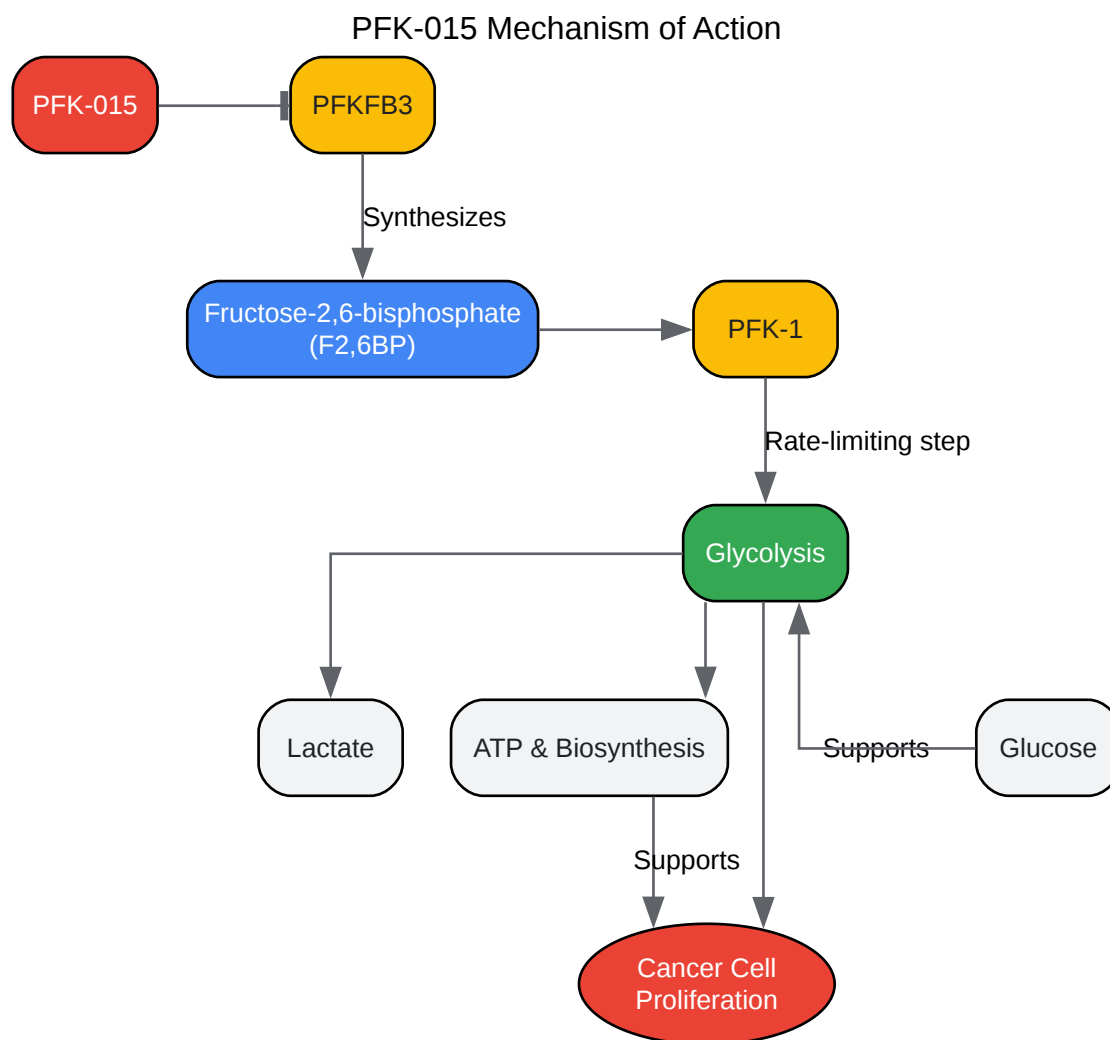 PFK-015 Mechanism of Action
PFK-015
PFKFB3
Synthesizes
Fructose-2,6-bisphosphate
(F2,6BP)
PFK-1
Rate-limiting step
Glycolysis
Lactate
ATP & Biosynthesis
Supports
Glucose
Supports
Cancer Cell
Proliferation